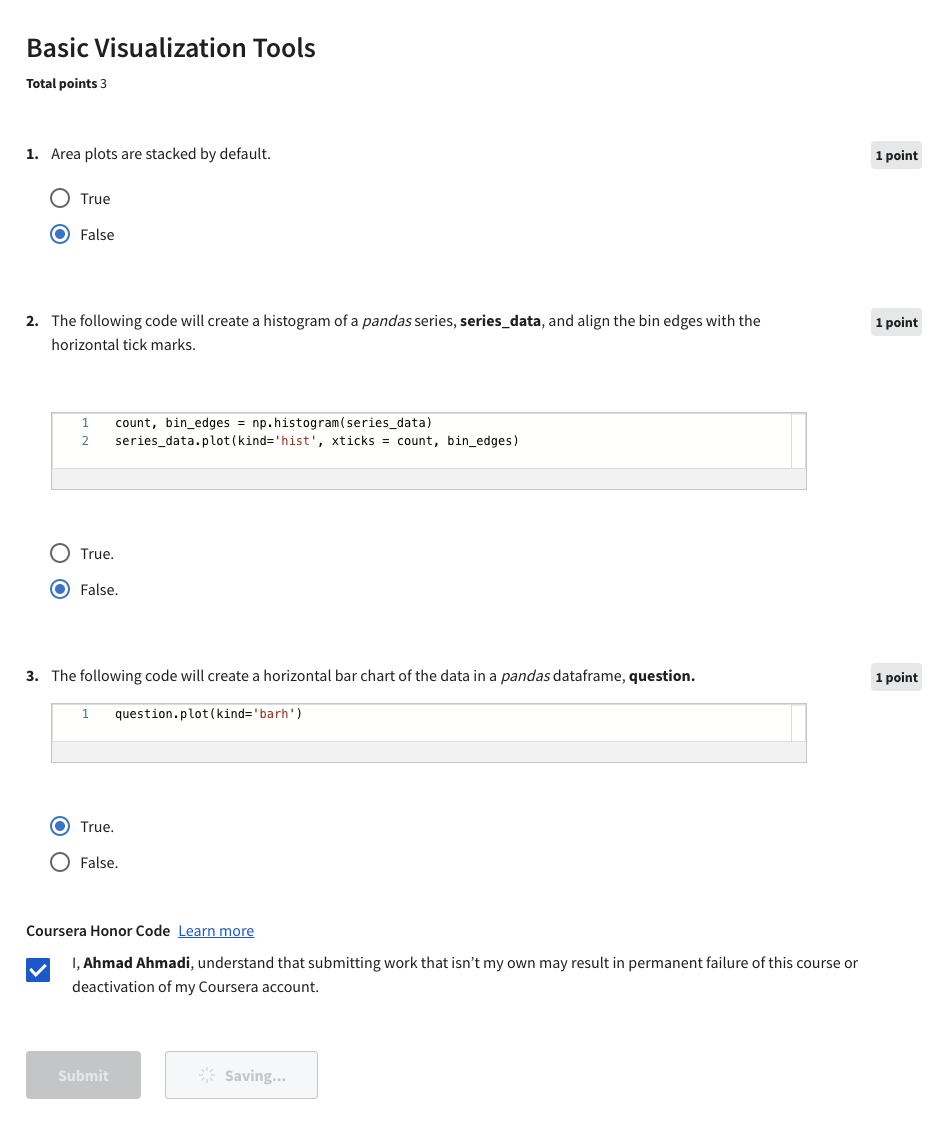 Basic Visualization Tools
Total points 3
1. Area plots are stacked by default.
1 point
True
False
2. The following code will create a histogram of a pandas series, series_data, and align the bin edges with the
horizontal tick marks.
1 point
1 count, bin_edges = np.histogram(series_data)
2 series_data.plot(kind='hist', xticks = count, bin_edges)
True.
False.
3. The following code will create a horizontal bar chart of the data in a pandas dataframe, question.
1 point
1 question.plot(kind='barh')
True.
False.
Coursera Honor Code Learn more
I, Ahmad Ahmadi, understand that submitting work that isn’t my own may result in permanent failure of this course or
deactivation of my Coursera account.
Submit
Saving...